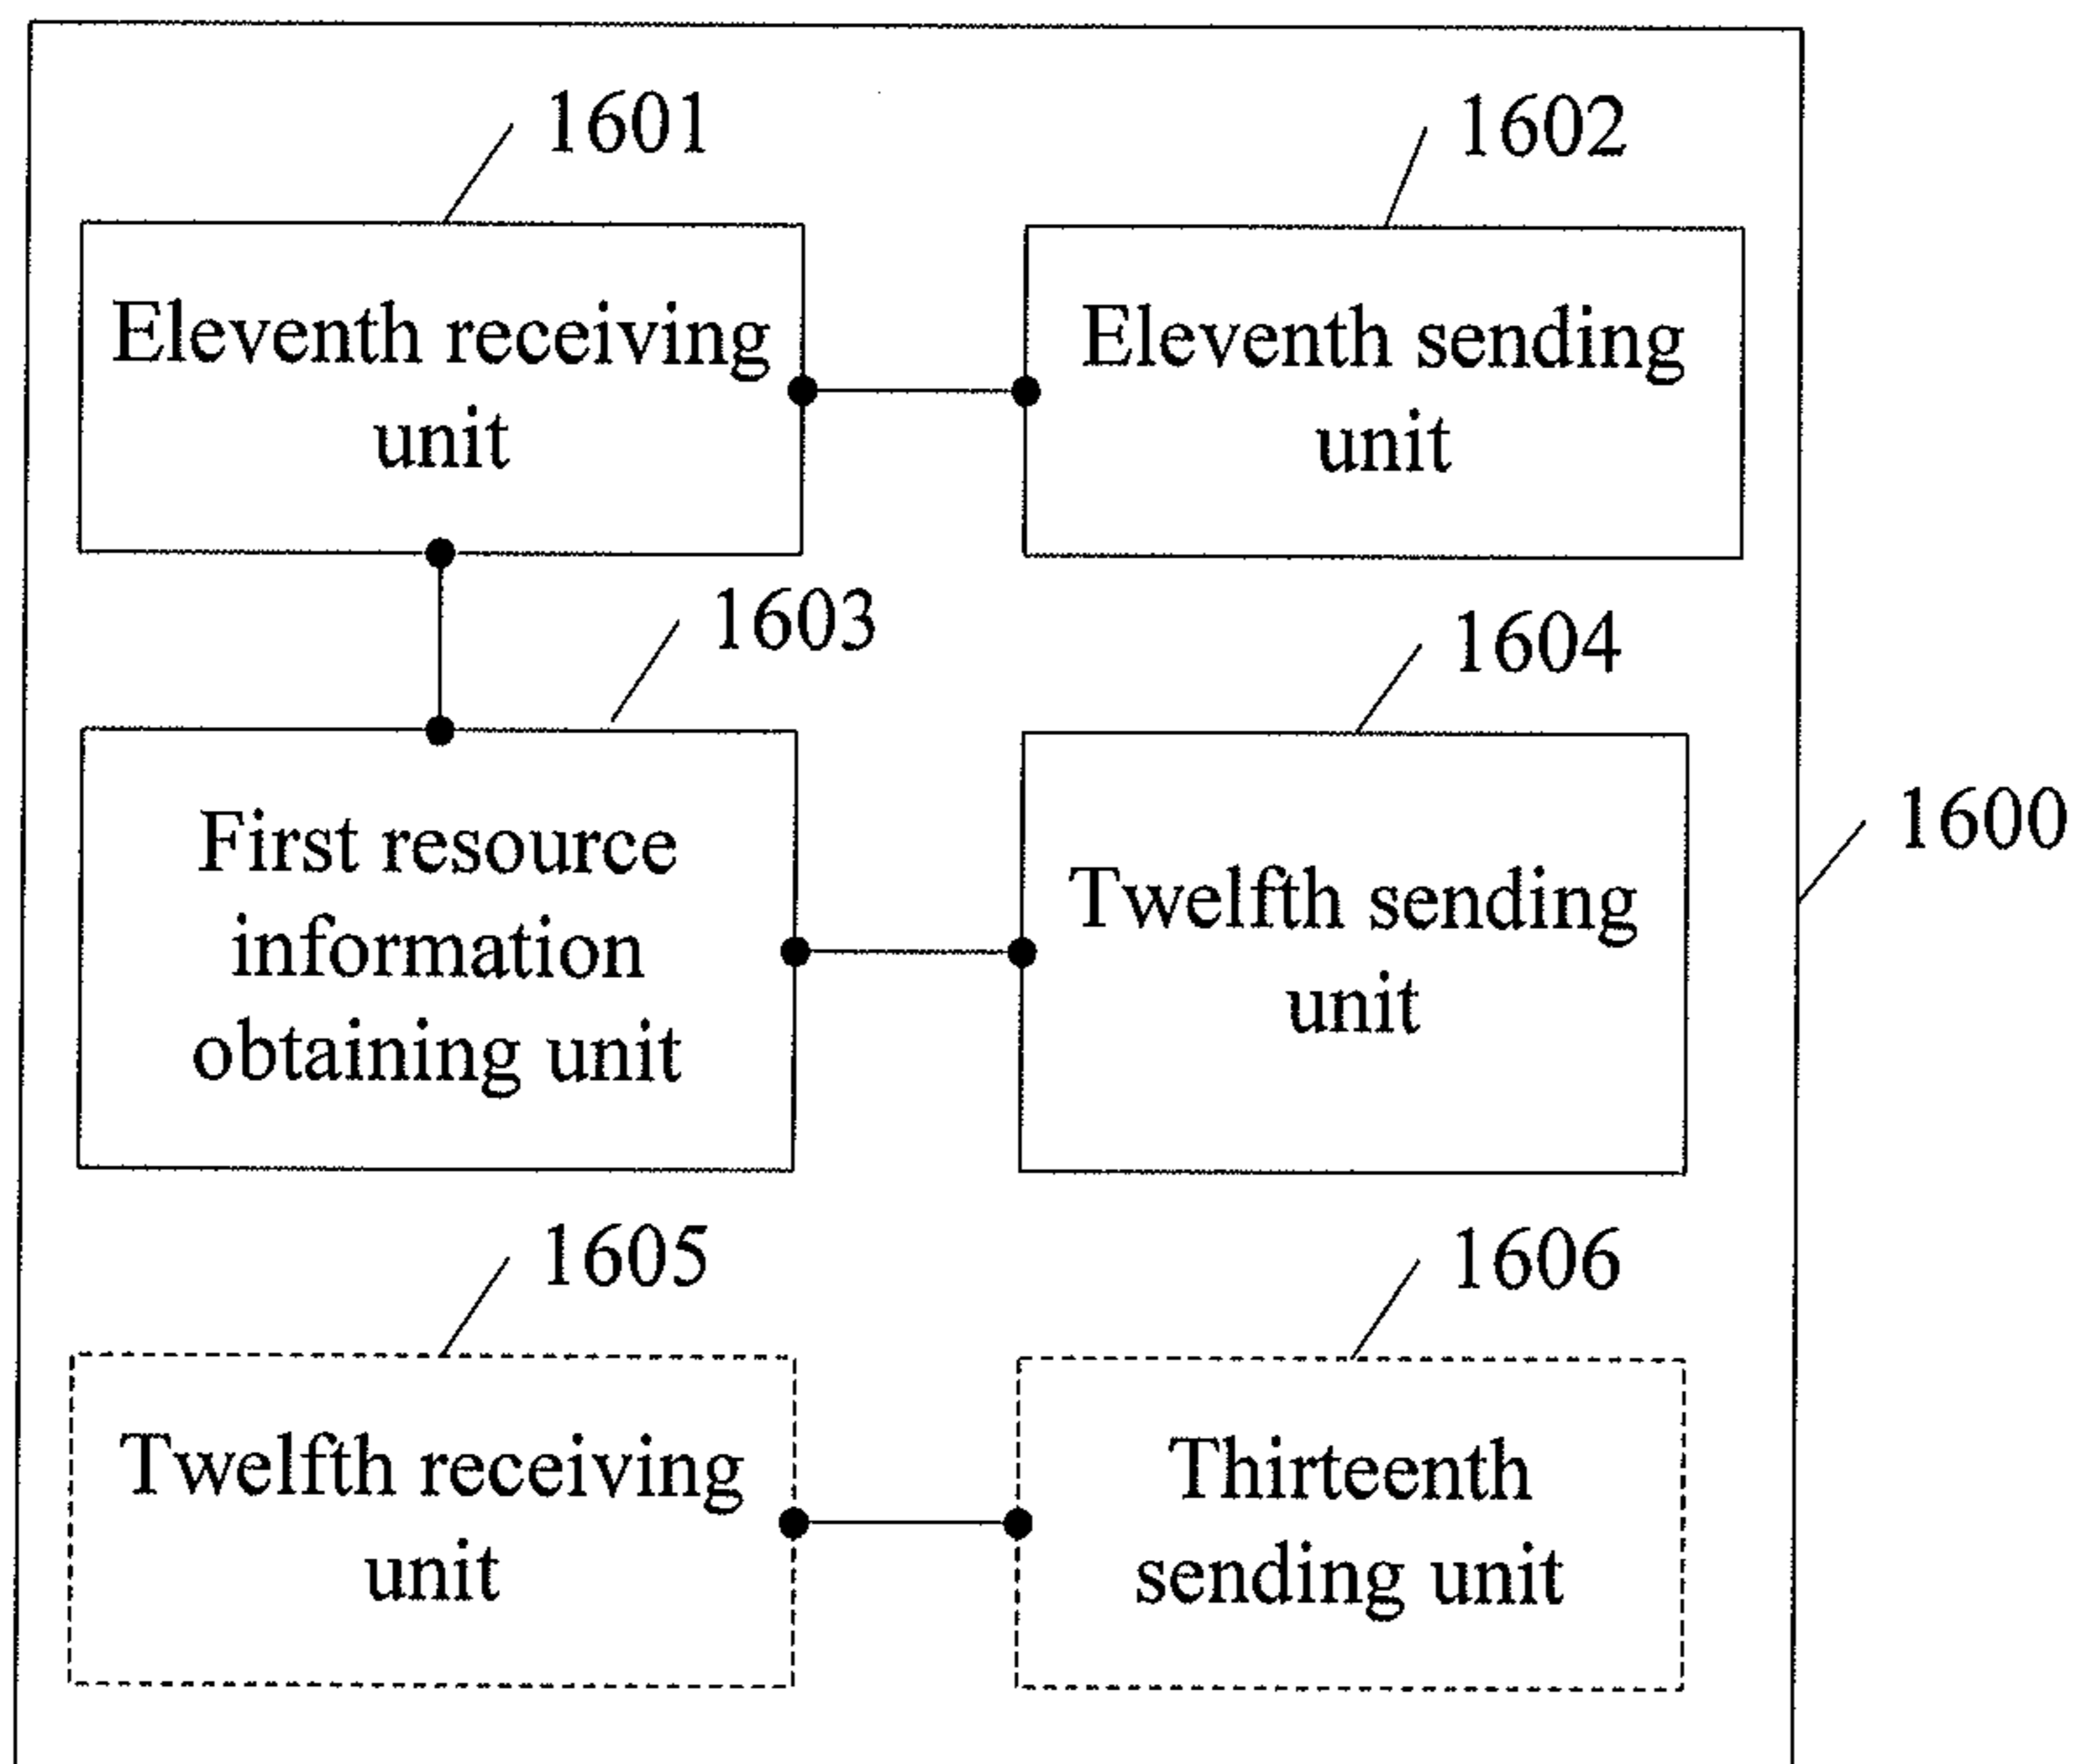 1601
1602
Eleventh receiving
unit
Eleventh sending
unit
1603
1604
First resource
information
obtaining unit
Twelfth sending
unit
1600
1605
1606
Twelfth receiving
unit
Thirteenth
sending unit